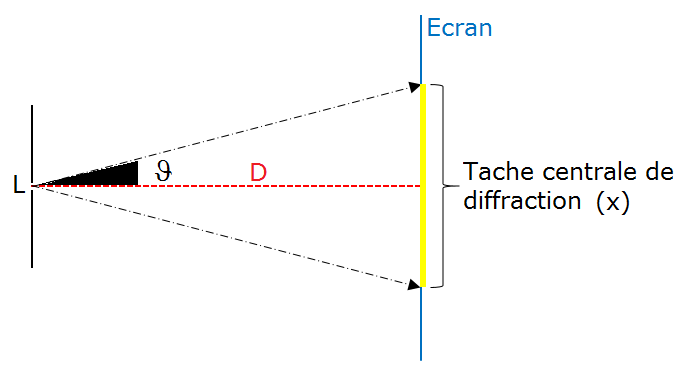 Ecran
L
ϑ
D
Tache centrale de
diffraction (x)